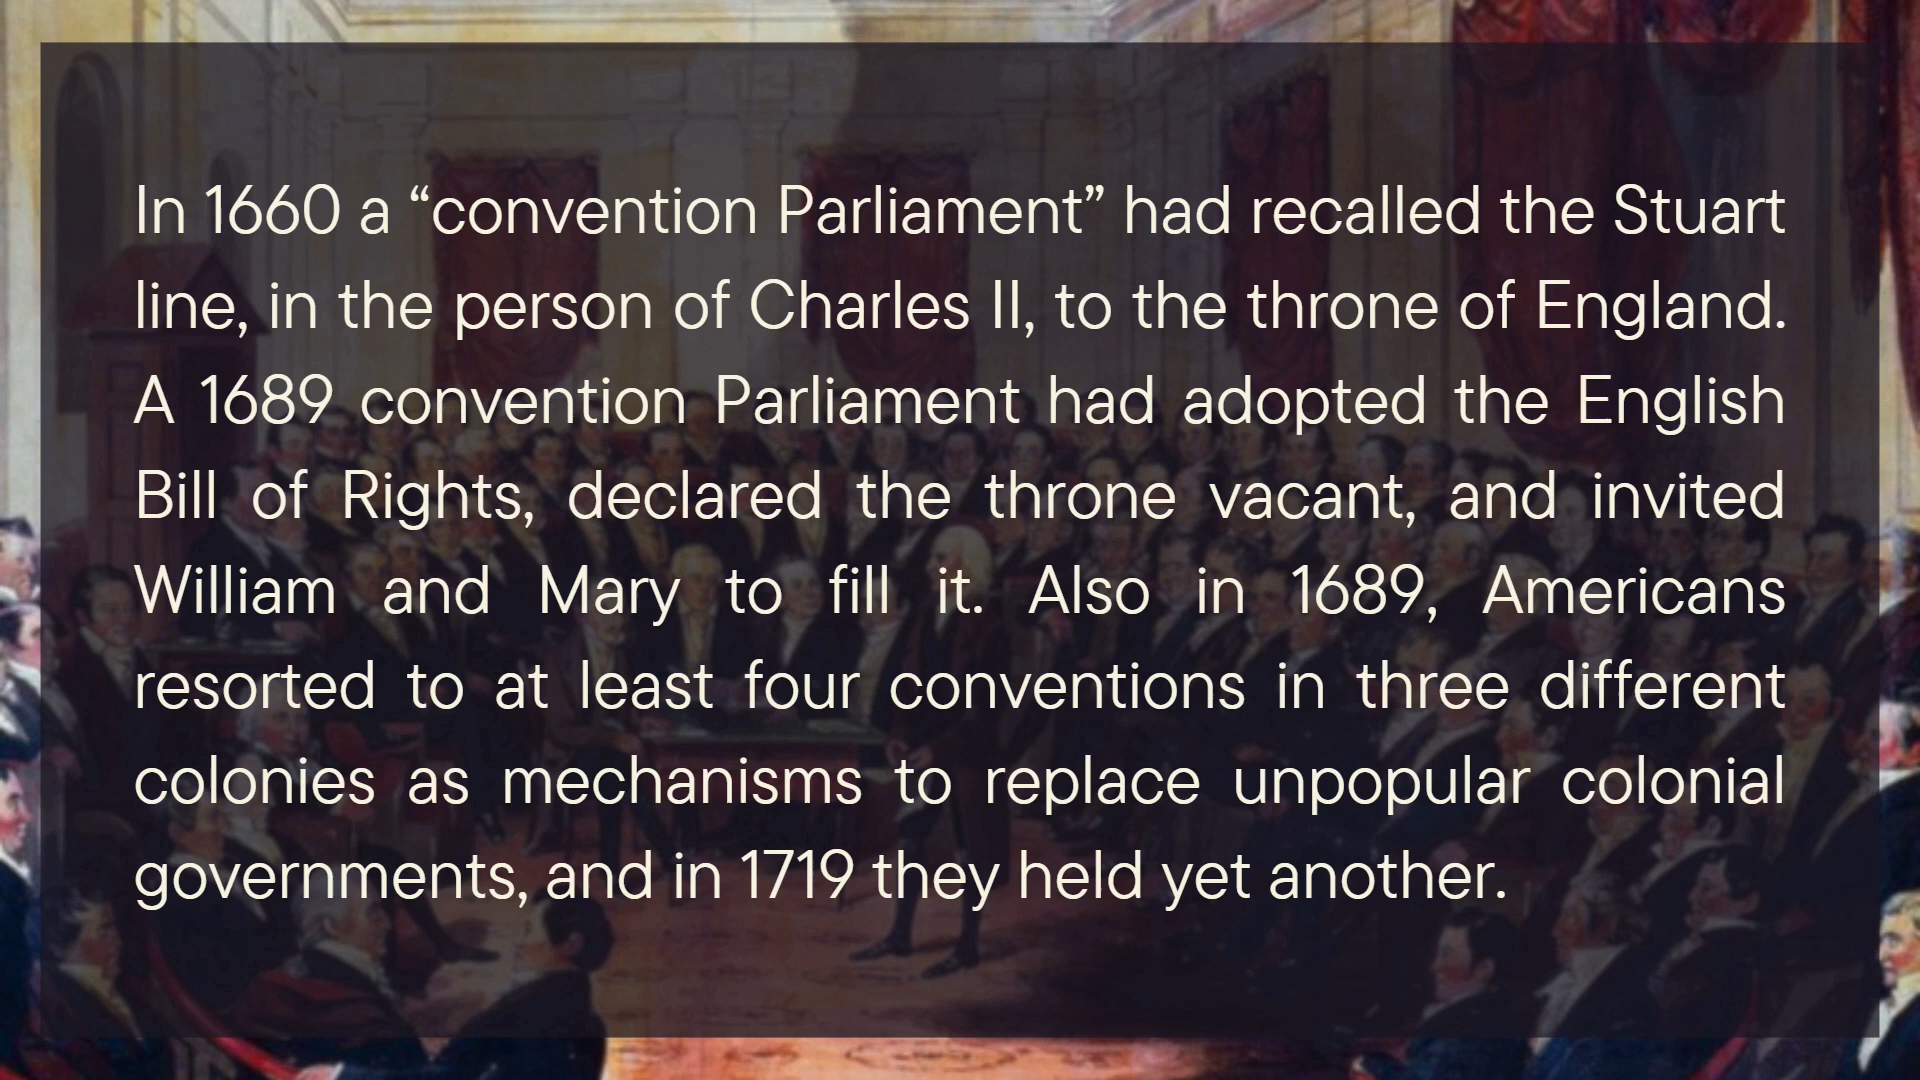 In 1660 a “convention Parliament” had recalled the Stuart
line, in the person of Charles II, to the throne of England.
A 1689 convention Parliament had adopted the English
Bill of Rights, declared the throne vacant, and invited
William and Mary to fill it. Also in 1689, Americans
resorted to at least four conventions in three different
colonies as mechanisms to replace unpopular colonial
governments, and in 1719 they held yet another.